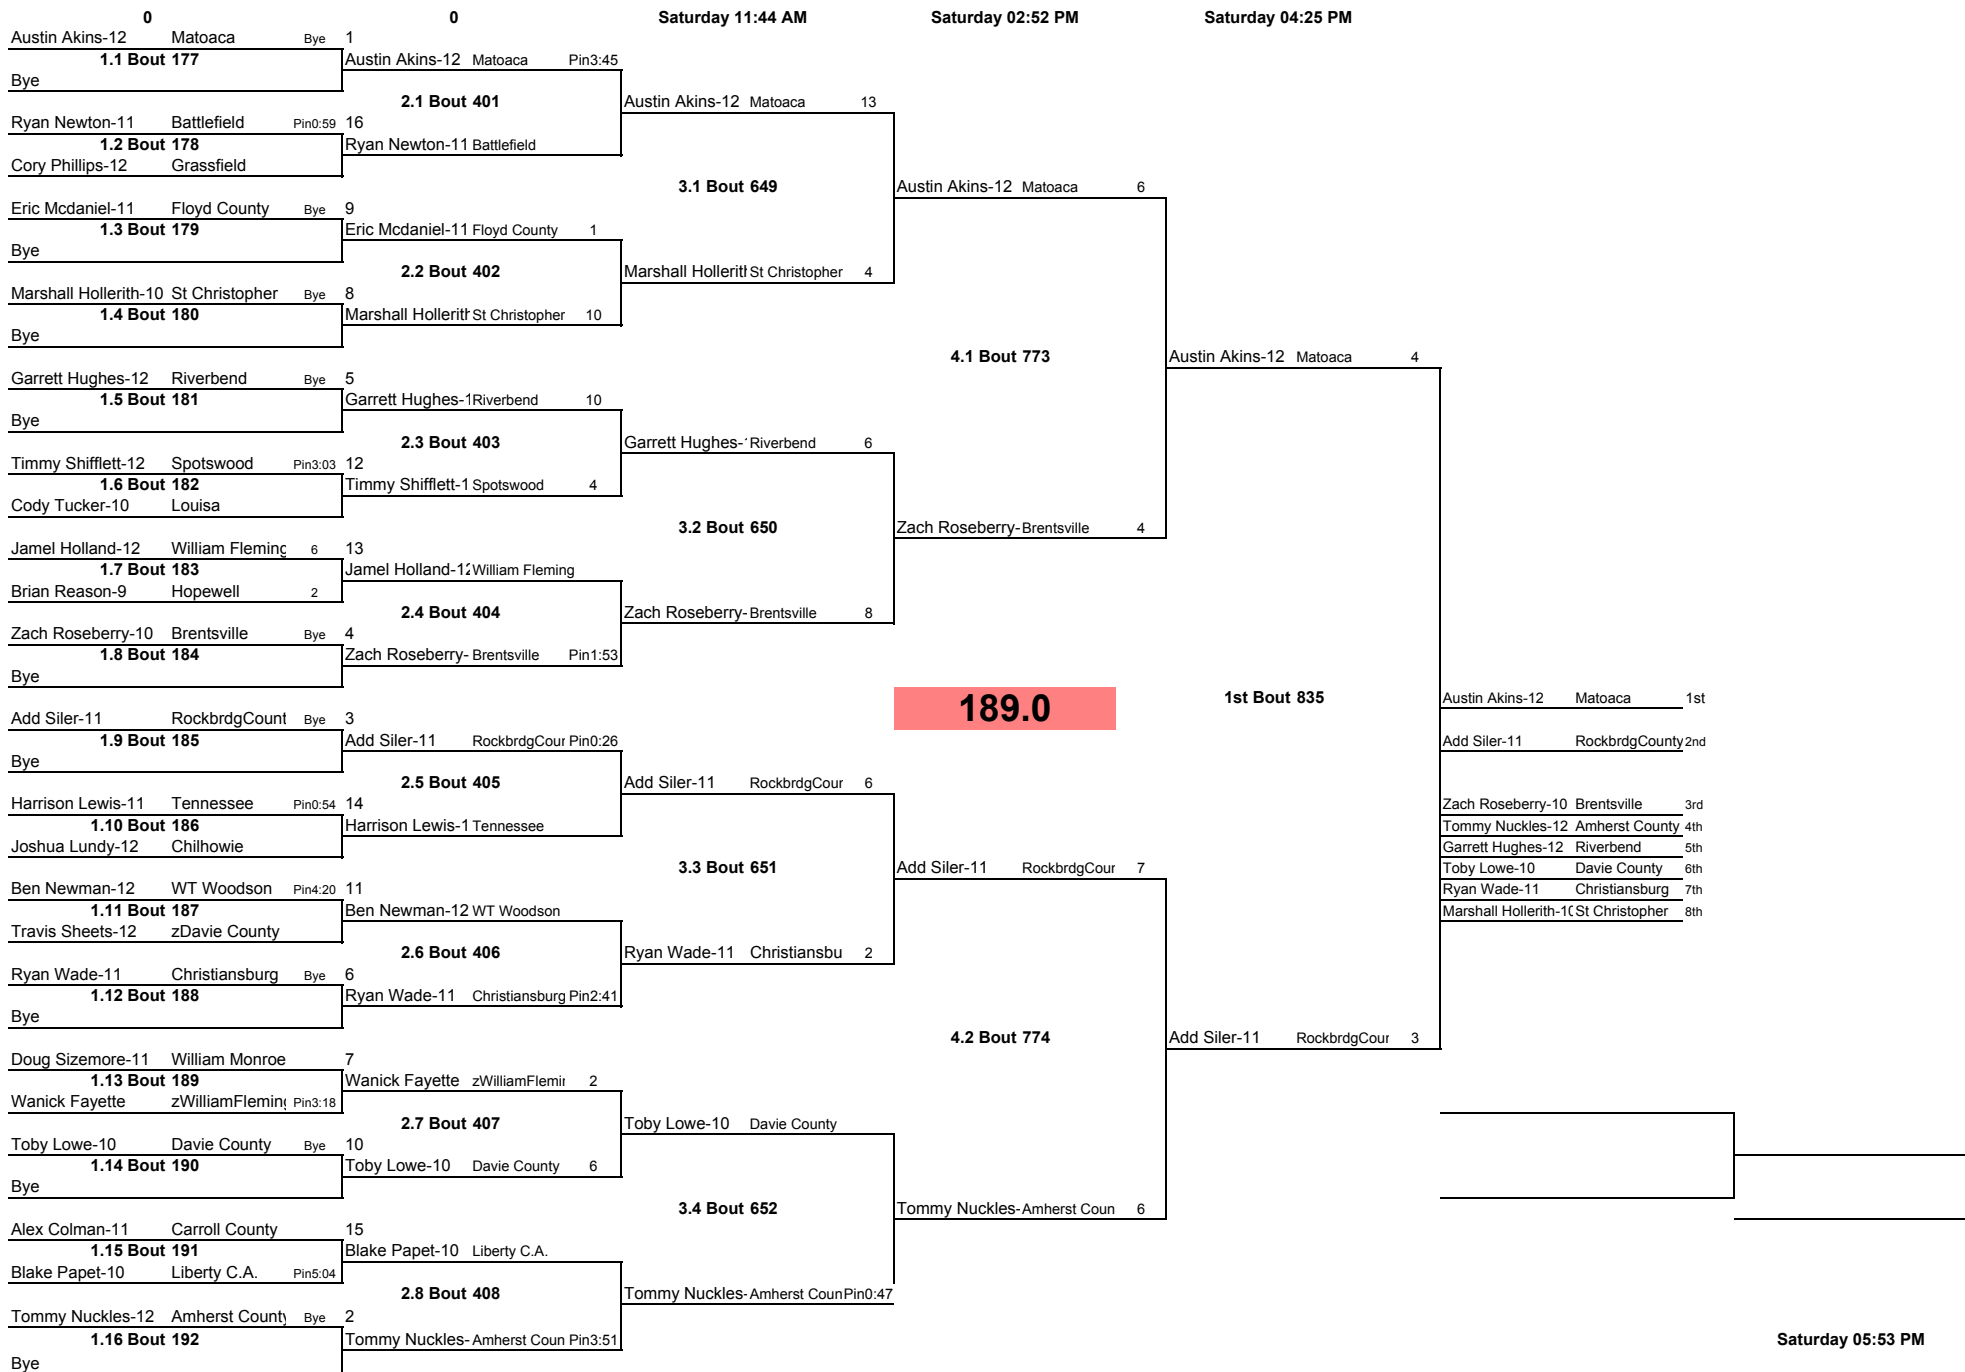 0 0 Saturday 11:44 AM Saturday 02:52 PM Saturday 04:25 PM
Austin Akins-12 Matoaca Bye 1
1.1 Bout 177 Austin Akins-12 Matoaca Pin3:45
Bye
2.1 Bout 401 Austin Akins-12 Matoaca 13
Ryan Newton-11 Battlefield Pin0:59 16
1.2 Bout 178 Ryan Newton-11 Battlefield
Cory Phillips-12 Grassfield
3.1 Bout 649 Austin Akins-12 Matoaca 6
Eric Mcdaniel-11 Floyd County Bye 9
1.3 Bout 179 Eric Mcdaniel-11 Floyd County 1
Bye
2.2 Bout 402 Marshall Hollerith St Christopher 4
Marshall Hollerith-10 St Christopher Bye 8
1.4 Bout 180 Marshall Hollerith St Christopher 10
Bye
4.1 Bout 773 Austin Akins-12 Matoaca 4
Garrett Hughes-12 Riverbend Bye 5
1.5 Bout 181 Garrett Hughes-1 Riverbend 10
Bye
2.3 Bout 403 Garrett Hughes- Riverbend 6
Timmy Shifflett-12 Spotswood Pin3:03 12
1.6 Bout 182 Timmy Shifflett-1 Spotswood 4
Cody Tucker-10 Louisa
3.2 Bout 650 Zach Roseberry- Brentsville 4
Jamel Holland-12 William Fleming 6 13
1.7 Bout 183 Jamel Holland-12 William Fleming
Brian Reason-9 Hopewell 2
2.4 Bout 404 Zach Roseberry- Brentsville 8
Zach Roseberry-10 Brentsville Bye 4
1.8 Bout 184 Zach Roseberry- Brentsville Pin1:53
Bye
189.0 1st Bout 835 Austin Akins-12 Matoaca 1st
Add Siler-11 RockbrdgCount Bye 3
1.9 Bout 185 Add Siler-11 RockbrdgCour Pin0:26 Add Siler-11 RockbrdgCounty 2nd
Bye
2.5 Bout 405 Add Siler-11 RockbrdgCour 6
Harrison Lewis-11 Tennessee Pin0:54 14 Zach Roseberry-10 Brentsville 3rd
1.10 Bout 186 Harrison Lewis-1 Tennessee Tommy Nuckles-12 Amherst County 4th
Joshua Lundy-12 Chilhowie Garrett Hughes-12 Riverbend 5th
3.3 Bout 651 Add Siler-11 RockbrdgCour 7 Toby Lowe-10 Davie County 6th
Ben Newman-12 WT Woodson Pin4:20 11 Ryan Wade-11 Christiansburg 7th
1.11 Bout 187 Ben Newman-12 WT Woodson Marshall Hollerith-10 St Christopher 8th
Travis Sheets-12 zDavie County
2.6 Bout 406 Ryan Wade-11 Christiansbu 2
Ryan Wade-11 Christiansburg Bye 6
1.12 Bout 188 Ryan Wade-11 Christiansburg Pin2:41
Bye
4.2 Bout 774 Add Siler-11 RockbrdgCour 3
Doug Sizemore-11 William Monroe 7
1.13 Bout 189 Wanick Fayette zWilliamFlemir 2
Wanick Fayette zWilliamFleming Pin3:18
2.7 Bout 407 Toby Lowe-10 Davie County
Toby Lowe-10 Davie County Bye 10
1.14 Bout 190 Toby Lowe-10 Davie County 6
Bye
3.4 Bout 652 Tommy Nuckles- Amherst Coun 6
Alex Colman-11 Carroll County 15
1.15 Bout 191 Blake Papet-10 Liberty C.A.
Blake Papet-10 Liberty C.A. Pin5:04
2.8 Bout 408 Tommy Nuckles- Amherst Coun Pin0:47
Tommy Nuckles-12 Amherst County Bye 2
1.16 Bout 192 Tommy Nuckles- Amherst Coun Pin3:51 Saturday 05:53 PM
Bye